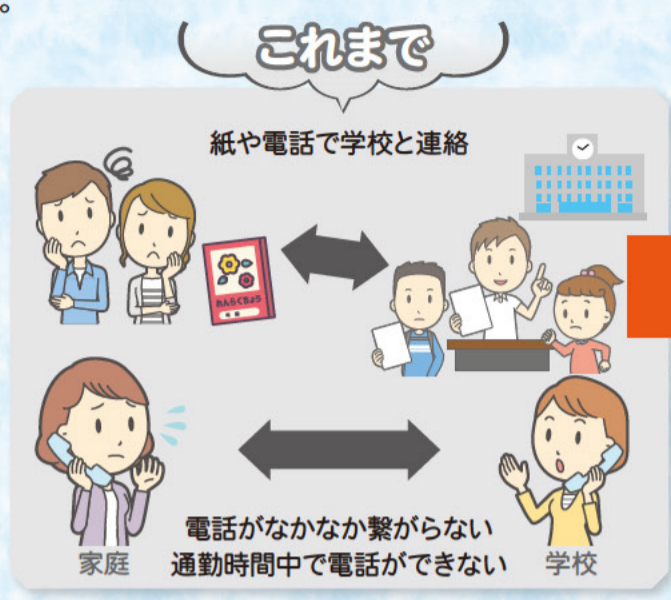 。
これまで
紙や電話で学校と連絡
れんらくちょう
電話がなかなか繋がらない
通勤時間中で電話ができない
家庭
学校